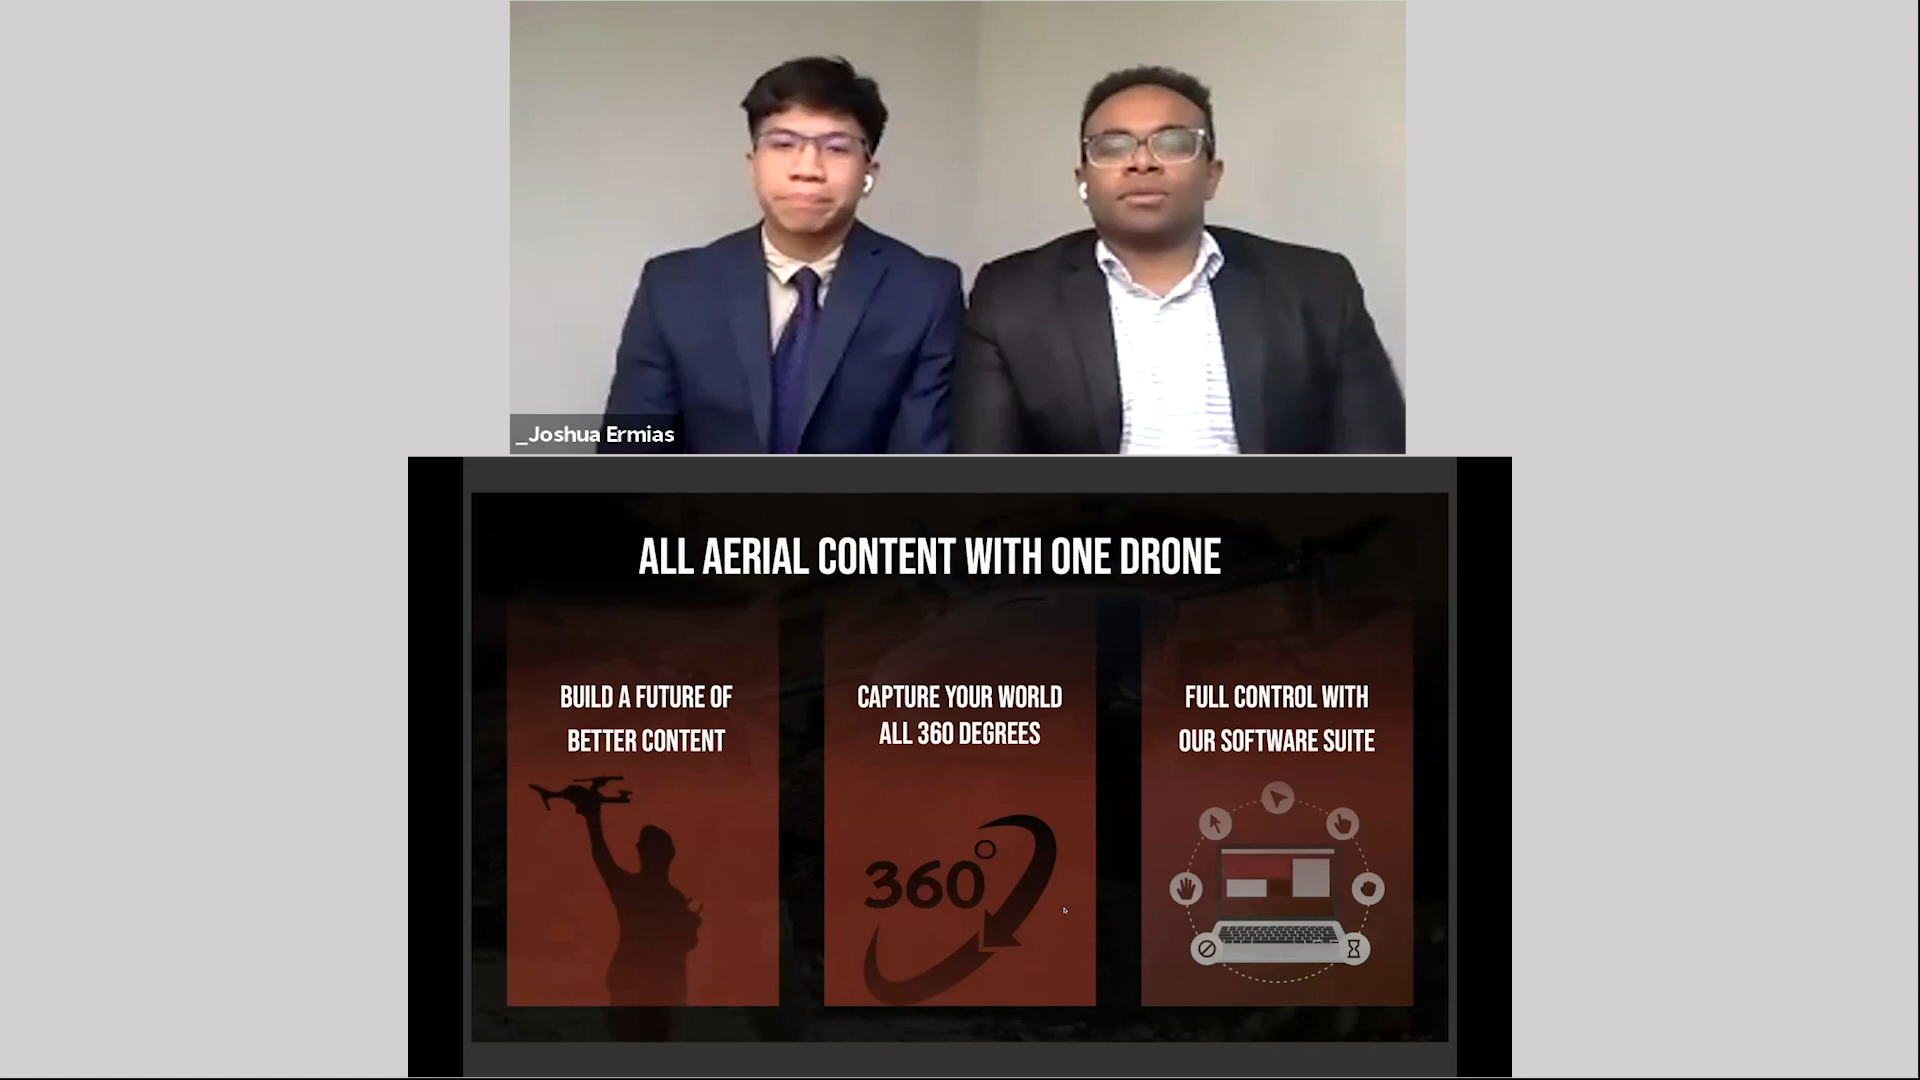 _Joshua Ermias
ALL AERIAL CONTENT WITH ONE DRONE
BUILD A FUTURE OF
BETTER CONTENT
CAPTURE YOUR WORLD
ALL 360 DEGREES
360°
FULL CONTROL WITH
OUR SOFTWARE SUITE